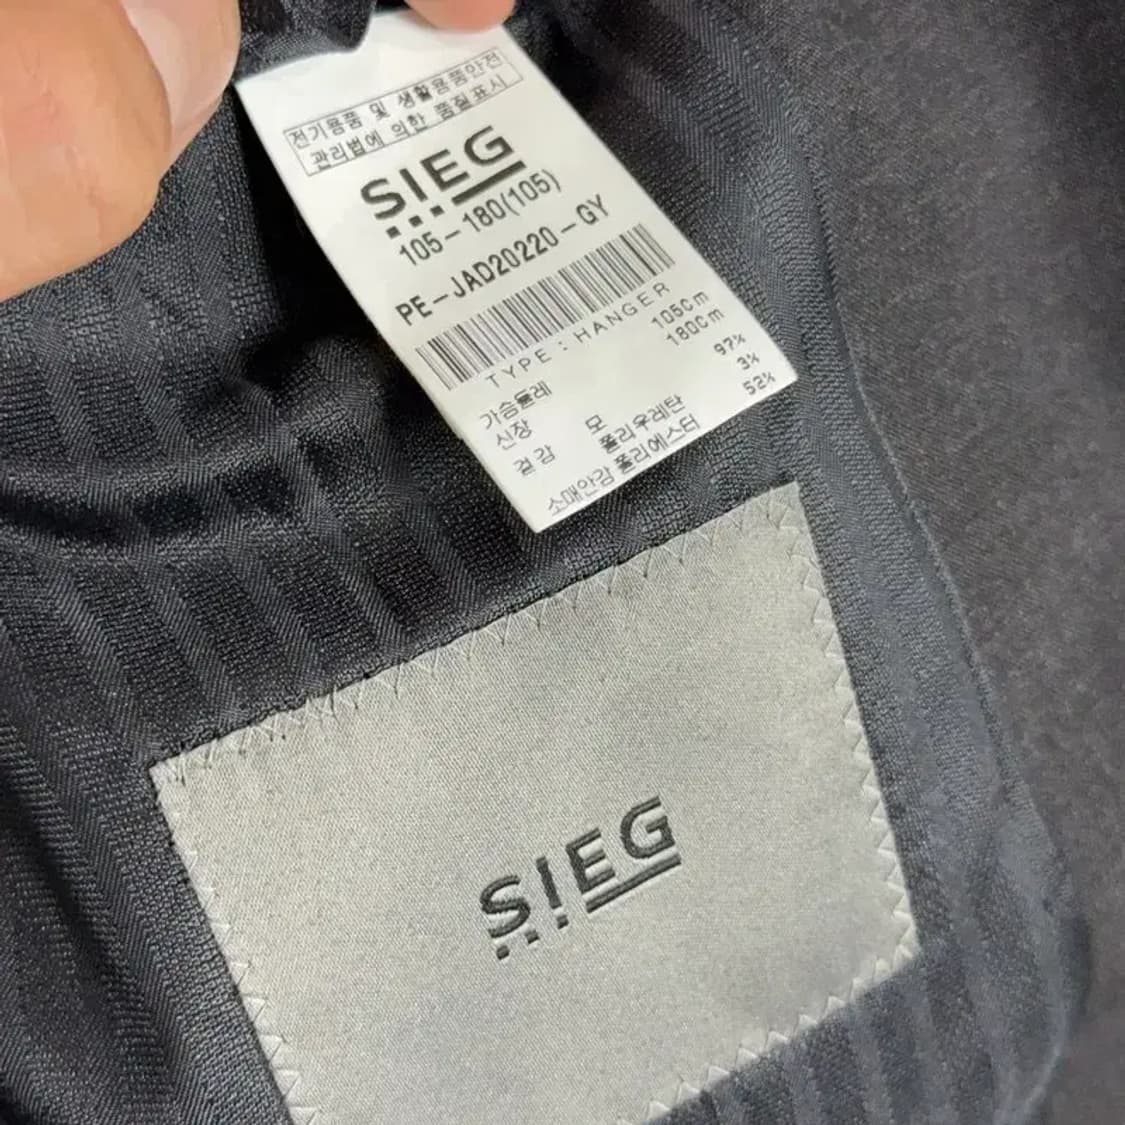 전기용품 및 생활용품안전
관리법에 의한 품질표시
SIEG
105-180(105)
PE-JAD20220-GY
TYPE:HANGER
가슴둘레 105Cm
신장 180Cm
겉감 모 97%
폴리우레탄 3%
소매안감 폴리에스터 52%
SIEG